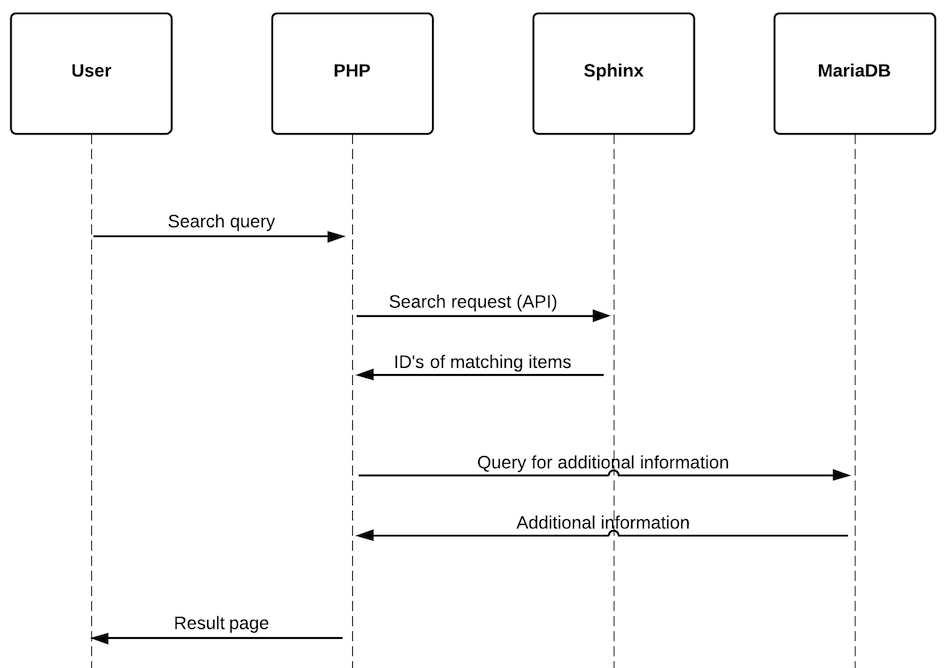 User
PHP
Sphinx
MariaDB
Search query
Search request (API)
ID's of matching items
Query for additional information
Additional information
Result page